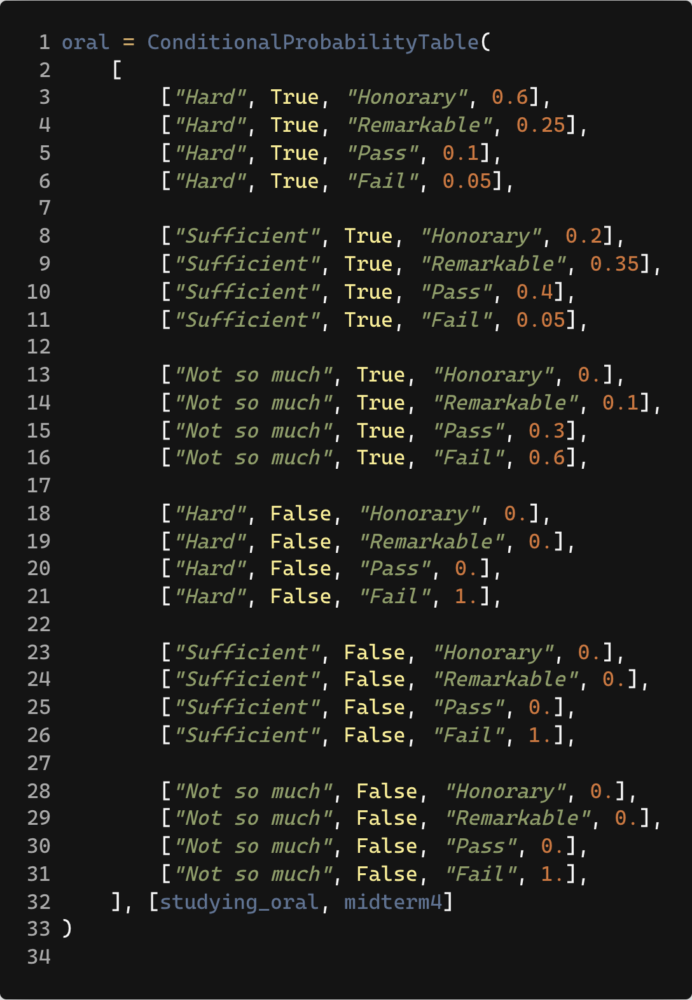 1 oral = ConditionalProbabilityTable(
2     [
3         ["Hard", True, "Honorary", 0.6],
4         ["Hard", True, "Remarkable", 0.25],
5         ["Hard", True, "Pass", 0.1],
6         ["Hard", True, "Fail", 0.05],
7
8         ["Sufficient", True, "Honorary", 0.2],
9         ["Sufficient", True, "Remarkable", 0.35],
10         ["Sufficient", True, "Pass", 0.4],
11         ["Sufficient", True, "Fail", 0.05],
12
13         ["Not so much", True, "Honorary", 0.],
14         ["Not so much", True, "Remarkable", 0.1],
15         ["Not so much", True, "Pass", 0.3],
16         ["Not so much", True, "Fail", 0.6],
17
18         ["Hard", False, "Honorary", 0.],
19         ["Hard", False, "Remarkable", 0.],
20         ["Hard", False, "Pass", 0.],
21         ["Hard", False, "Fail", 1.],
22
23         ["Sufficient", False, "Honorary", 0.],
24         ["Sufficient", False, "Remarkable", 0.],
25         ["Sufficient", False, "Pass", 0.],
26         ["Sufficient", False, "Fail", 1.],
27
28         ["Not so much", False, "Honorary", 0.],
29         ["Not so much", False, "Remarkable", 0.],
30         ["Not so much", False, "Pass", 0.],
31         ["Not so much", False, "Fail", 1.],
32     ], [studying_oral, midterm4]
33 )
34